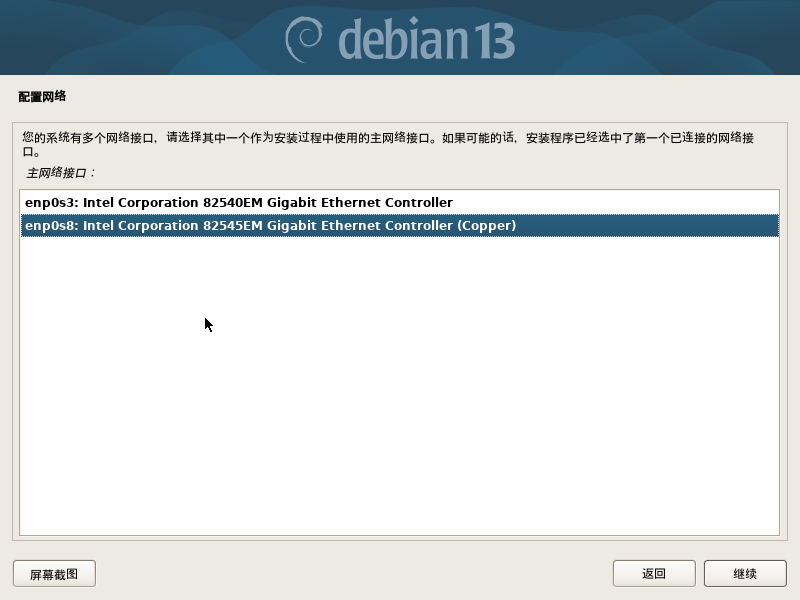 debian 13
配置网络
您的系统有多个网络接口，请选择其中一个作为安装过程中使用的主网络接口。如果可能的话，安装程序已经选中了第一个已连接的网络接
口。
主网络接口：
enp0s3: Intel Corporation 82540EM Gigabit Ethernet Controller
enp0s8: Intel Corporation 82545EM Gigabit Ethernet Controller (Copper)
屏幕截图
返回
继续